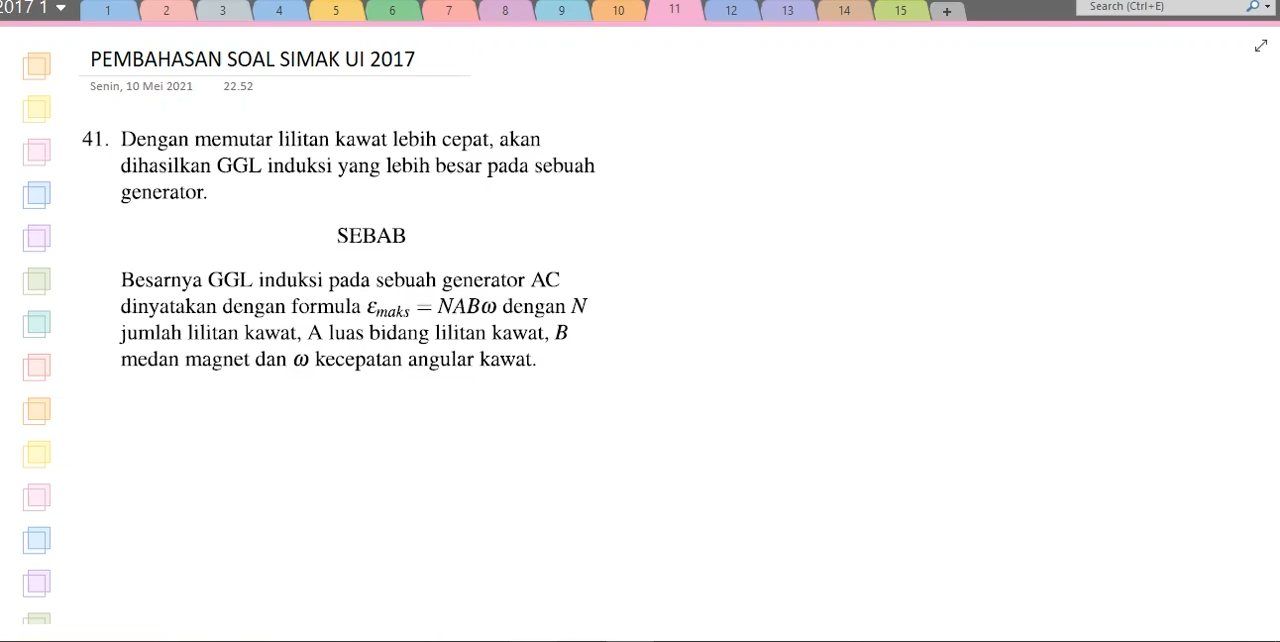 2017 1
1 2 3 4 5 6 7 8 9 10 11 12 13 14 15 +
Search (Ctrl+E)
PEMBAHASAN SOAL SIMAK UI 2017
Senin, 10 Mei 2021 22.52
41. Dengan memutar lilitan kawat lebih cepat, akan
dihasilkan GGL induksi yang lebih besar pada sebuah
generator.
SEBAB
Besarnya GGL induksi pada sebuah generator AC
dinyatakan dengan formula ε_maks = NABω dengan N
jumlah lilitan kawat, A luas bidang lilitan kawat, B
medan magnet dan ω kecepatan angular kawat.